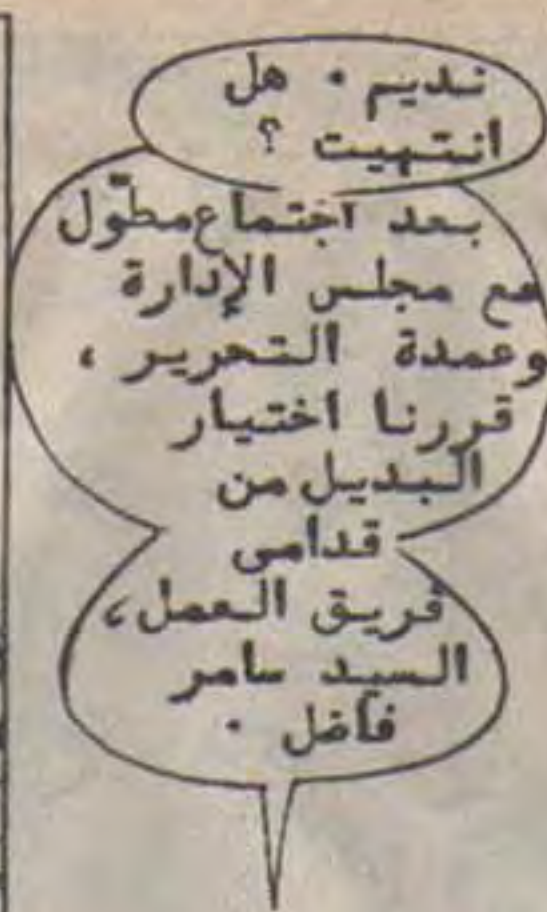 نديم · هل
انتهيت ؟
بعد اجتماع مطوّل
مع مجلس الإدارة
وعمدة التحرير ،
قررنا اختيار
البديل من
قدامى
فريق العمل ،
السيد سامر
فاضل ·